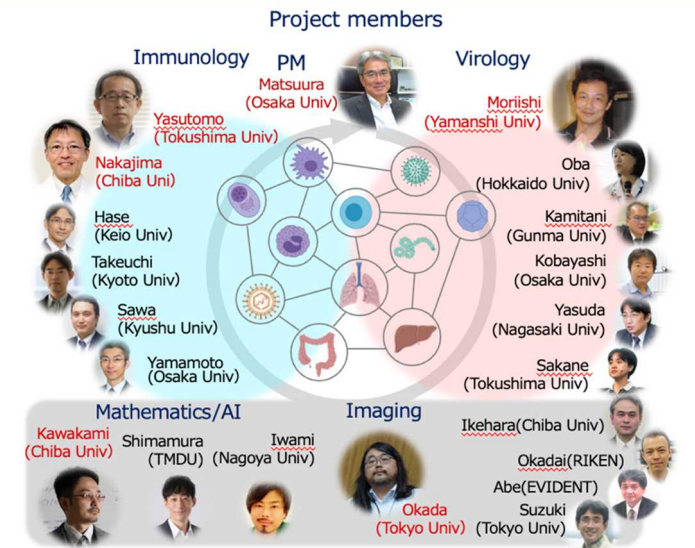 Project members
Immunology
PM
Virology
Matsuura
(Osaka Univ)
Yasutomo
(Tokushima Univ)
Nakajima
(Chiba Uni)
Hase
(Keio Univ)
Takeuchi
(Kyoto Univ)
Sawa
(Kyushu Univ)
Yamamoto
(Osaka Univ)
Moriishi
(Yamanshi Univ)
Oba
(Hokkaido Univ)
Kamitani
(Gunma Univ)
Kobayashi
(Osaka Univ)
Yasuda
(Nagasaki Univ)
Sakane
(Tokushima Univ)
Mathematics/AI
Kawakami
(Chiba Univ)
Shimamura
(TMDU)
Iwami
(Nagoya Univ)
Imaging
Okada
(Tokyo Univ)
Ikehara(Chiba Univ)
Okadai(RIKEN)
Abe(EVIDENT)
Suzuki
(Tokyo Univ)